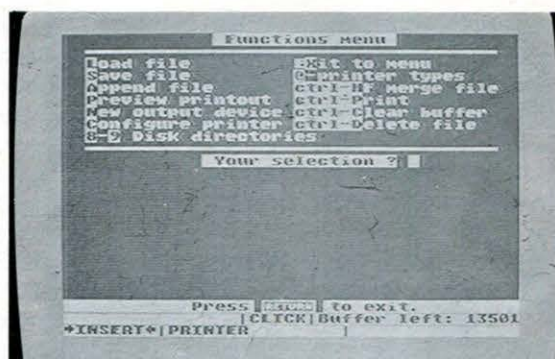 Functions menu
Load file EXit to menu
Save file @-printer types
Append file ctrl-MF merge file
Preview printout ctrl-Print
New output device ctrl-Clear buffer
Configure printer ctrl-Delete file
8-9 Disk directories
Your selection ?
Press RETURN to exit.
|CLICK|Buffer left: 13501
*INSERT*|PRINTER |